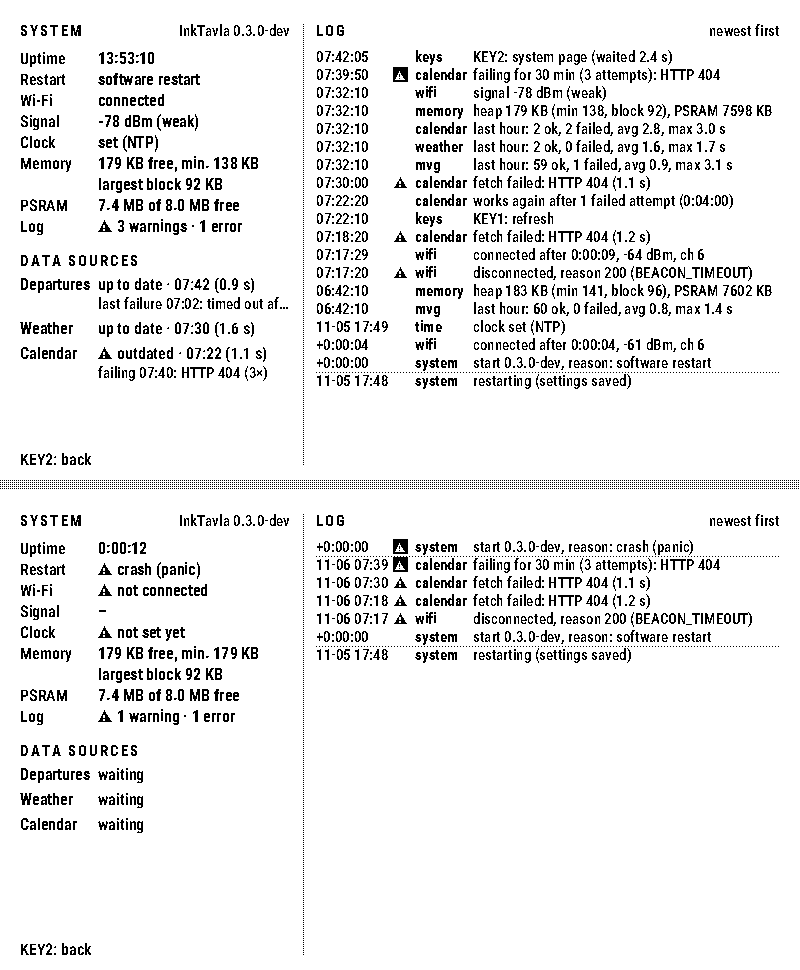 SYSTEM InkTavla 0.3.0-dev
Uptime 13:53:10
Restart software restart
Wi-Fi connected
Signal -78 dBm (weak)
Clock set (NTP)
Memory 179 KB free, min. 138 KB
largest block 92 KB
PSRAM 7.4 MB of 8.0 MB free
Log ⚠ 3 warnings · 1 error
DATA SOURCES
Departures up to date · 07:42 (0.9 s)
last failure 07:02: timed out af...
Weather up to date · 07:30 (1.6 s)
Calendar ⚠ outdated · 07:22 (1.1 s)
failing 07:40: HTTP 404 (3×)
KEY2: back
LOG newest first
07:42:05 keys KEY2: system page (waited 2.4 s)
07:39:50 ⚠ calendar failing for 30 min (3 attempts): HTTP 404
07:32:10 wifi signal -78 dBm (weak)
07:32:10 memory heap 179 KB (min 138, block 92), PSRAM 7598 KB
07:32:10 calendar last hour: 2 ok, 2 failed, avg 2.8, max 3.0 s
07:32:10 weather last hour: 2 ok, 0 failed, avg 1.6, max 1.7 s
07:32:10 mvg last hour: 59 ok, 1 failed, avg 0.9, max 3.1 s
07:30:00 ⚠ calendar fetch failed: HTTP 404 (1.1 s)
07:22:20 calendar works again after 1 failed attempt (0:04:00)
07:22:10 keys KEY1: refresh
07:18:20 ⚠ calendar fetch failed: HTTP 404 (1.2 s)
07:17:29 wifi connected after 0:00:09, -64 dBm, ch 6
07:17:20 ⚠ wifi disconnected, reason 200 (BEACON_TIMEOUT)
06:42:10 memory heap 183 KB (min 141, block 96), PSRAM 7602 KB
06:42:10 mvg last hour: 60 ok, 0 failed, avg 0.8, max 1.4 s
11-05 17:49 time clock set (NTP)
+0:00:04 wifi connected after 0:00:04, -61 dBm, ch 6
+0:00:00 system start 0.3.0-dev, reason: software restart
11-05 17:48 system restarting (settings saved)
SYSTEM InkTavla 0.3.0-dev
Uptime 0:00:12
Restart ⚠ crash (panic)
Wi-Fi ⚠ not connected
Signal –
Clock ⚠ not set yet
Memory 179 KB free, min. 179 KB
largest block 92 KB
PSRAM 7.4 MB of 8.0 MB free
Log ⚠ 1 warning · 1 error
DATA SOURCES
Departures waiting
Weather waiting
Calendar waiting
KEY2: back
LOG newest first
+0:00:00 ⚠ system start 0.3.0-dev, reason: crash (panic)
11-06 07:39 ⚠ calendar failing for 30 min (3 attempts): HTTP 404
11-06 07:30 ⚠ calendar fetch failed: HTTP 404 (1.1 s)
11-06 07:18 ⚠ calendar fetch failed: HTTP 404 (1.2 s)
11-06 07:17 ⚠ wifi disconnected, reason 200 (BEACON_TIMEOUT)
+0:00:00 system start 0.3.0-dev, reason: software restart
11-05 17:48 system restarting (settings saved)